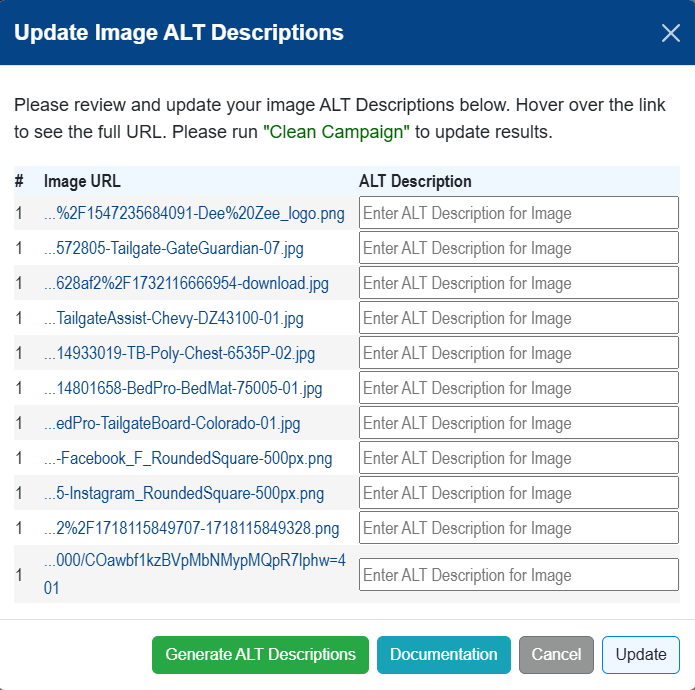 Update Image ALT Descriptions
Please review and update your image ALT Descriptions below. Hover over the link
to see the full URL. Please run "Clean Campaign" to update results.
# Image URL ALT Description
1 ...%2F1547235684091-Dee%20Zee_logo.png Enter ALT Description for Image
1 ...572805-Tailgate-GateGuardian-07.jpg Enter ALT Description for Image
1 ...628af2%2F1732116666954-download.jpg Enter ALT Description for Image
1 ...TailgateAssist-Chevy-DZ43100-01.jpg Enter ALT Description for Image
1 ...14933019-TB-Poly-Chest-6535P-02.jpg Enter ALT Description for Image
1 ...14801658-BedPro-BedMat-75005-01.jpg Enter ALT Description for Image
1 ...edPro-TailgateBoard-Colorado-01.jpg Enter ALT Description for Image
1 ...-Facebook_F_RoundedSquare-500px.png Enter ALT Description for Image
1 ...5-Instagram_RoundedSquare-500px.png Enter ALT Description for Image
1 ...2%2F1718115849707-1718115849328.png Enter ALT Description for Image
1 ...000/COawbf1kzBVpMbNMypMQpR7lphw=4 Enter ALT Description for Image
01
Generate ALT Descriptions Documentation Cancel Update